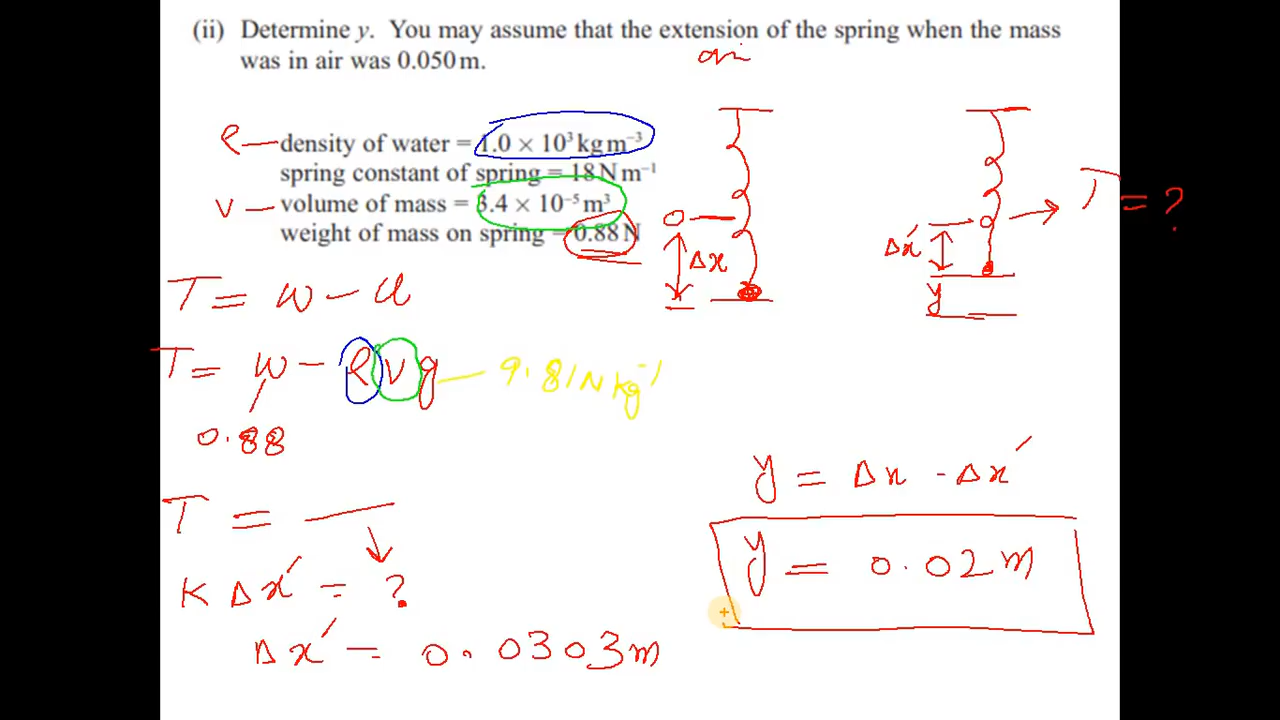 (ii) Determine y. You may assume that the extension of the spring when the mass
was in air was 0.050 m.
air
ρ — density of water = 1.0 × 10³ kg m⁻³
spring constant of spring = 18 N m⁻¹
V — volume of mass = 3.4 × 10⁻⁵ m³
weight of mass on spring = 0.88 N
Δx
Δx′
y
T = ?
T = W − U
T = W − ρVg — 9.81 N kg⁻¹
0.88
T =
K Δx′ = ?
Δx′ = 0.0303 m
y = Δx - Δx′
y = 0.02 m